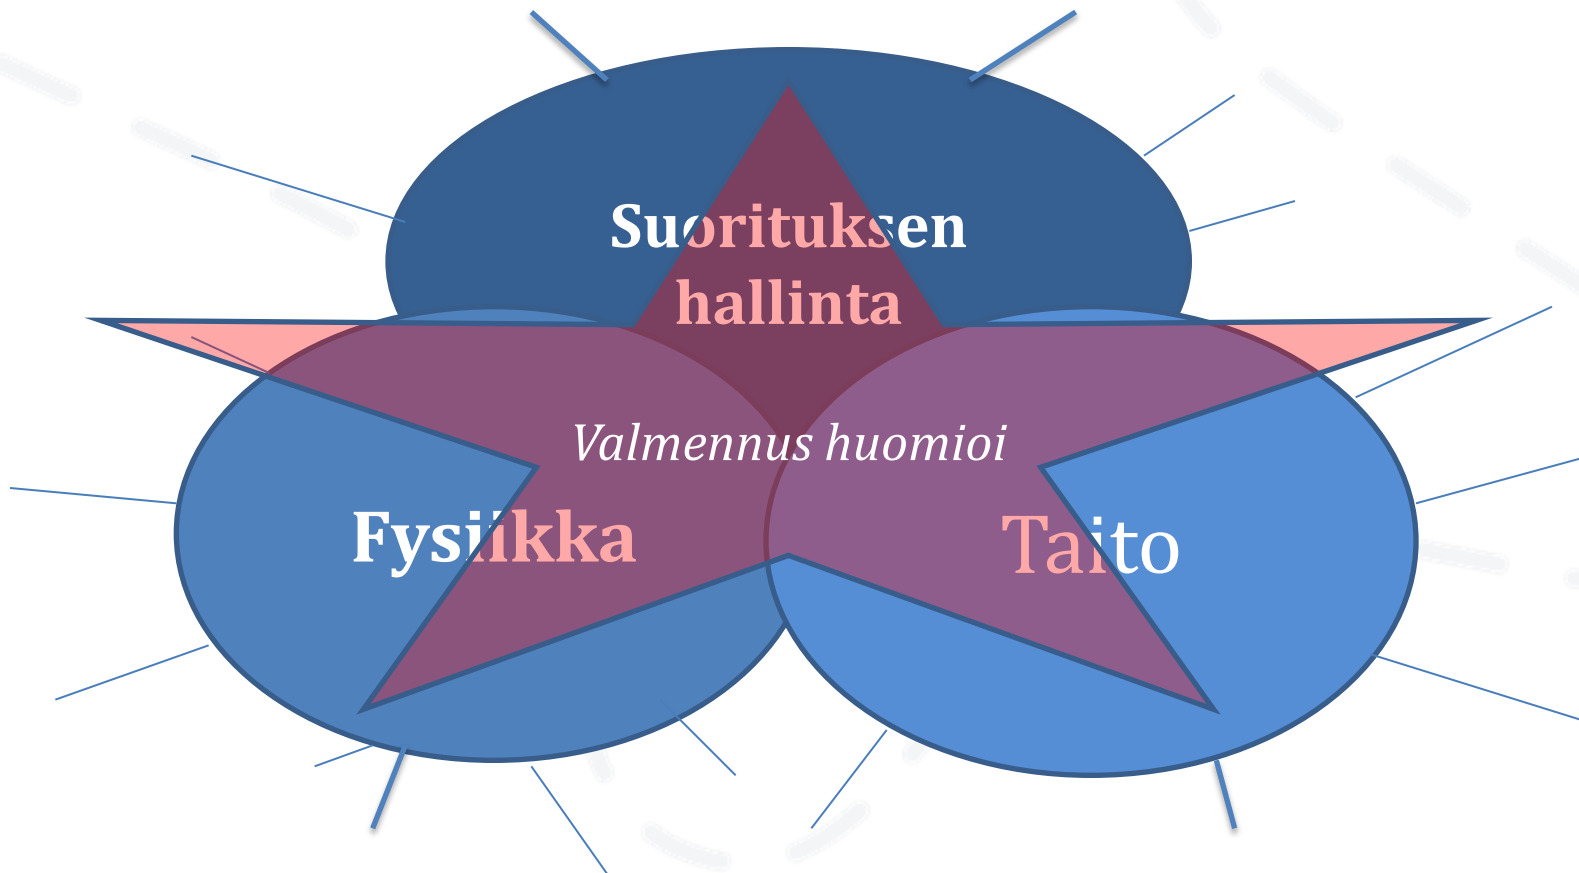 Suorituksen
hallinta
Valmennus huomioi
Fysiikka
Taito